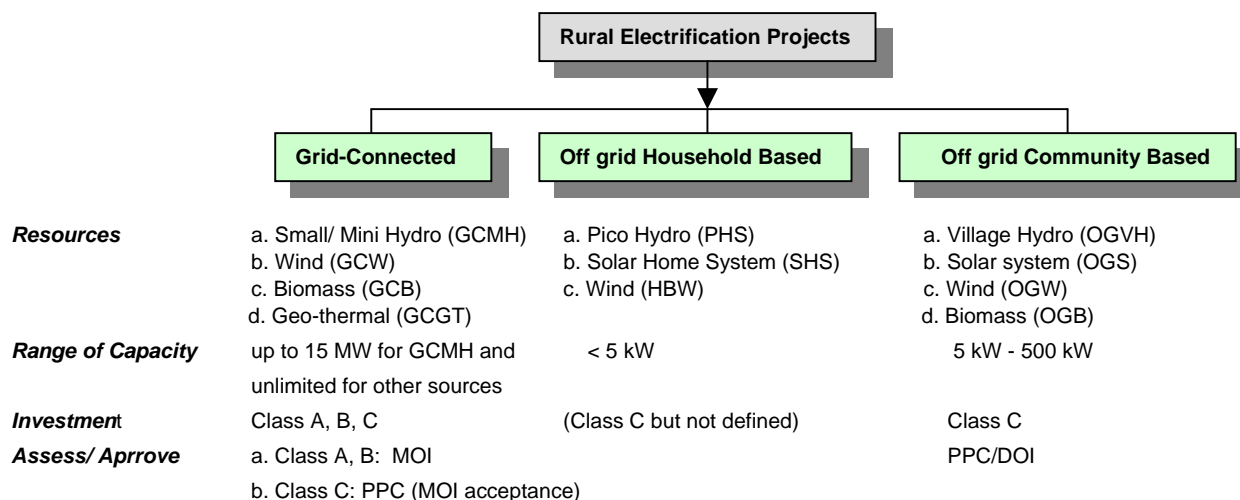 Rural Electrification Projects
Grid-Connected
Off grid Household Based
Off grid Community Based
Resources
a. Small/ Mini Hydro (GCMH)
b. Wind (GCW)
c. Biomass (GCB)
d. Geo-thermal (GCGT)
a. Pico Hydro (PHS)
b. Solar Home System (SHS)
c. Wind (HBW)
a. Village Hydro (OGVH)
b. Solar system (OGS)
c. Wind (OGW)
d. Biomass (OGB)
Range of Capacity
up to 15 MW for GCMH and
unlimited for other sources
< 5 kW
5 kW - 500 kW
Investment
Class A, B, C
(Class C but not defined)
Class C
Assess/ Aprrove
a. Class A, B: MOI
b. Class C: PPC (MOI acceptance)
PPC/DOI